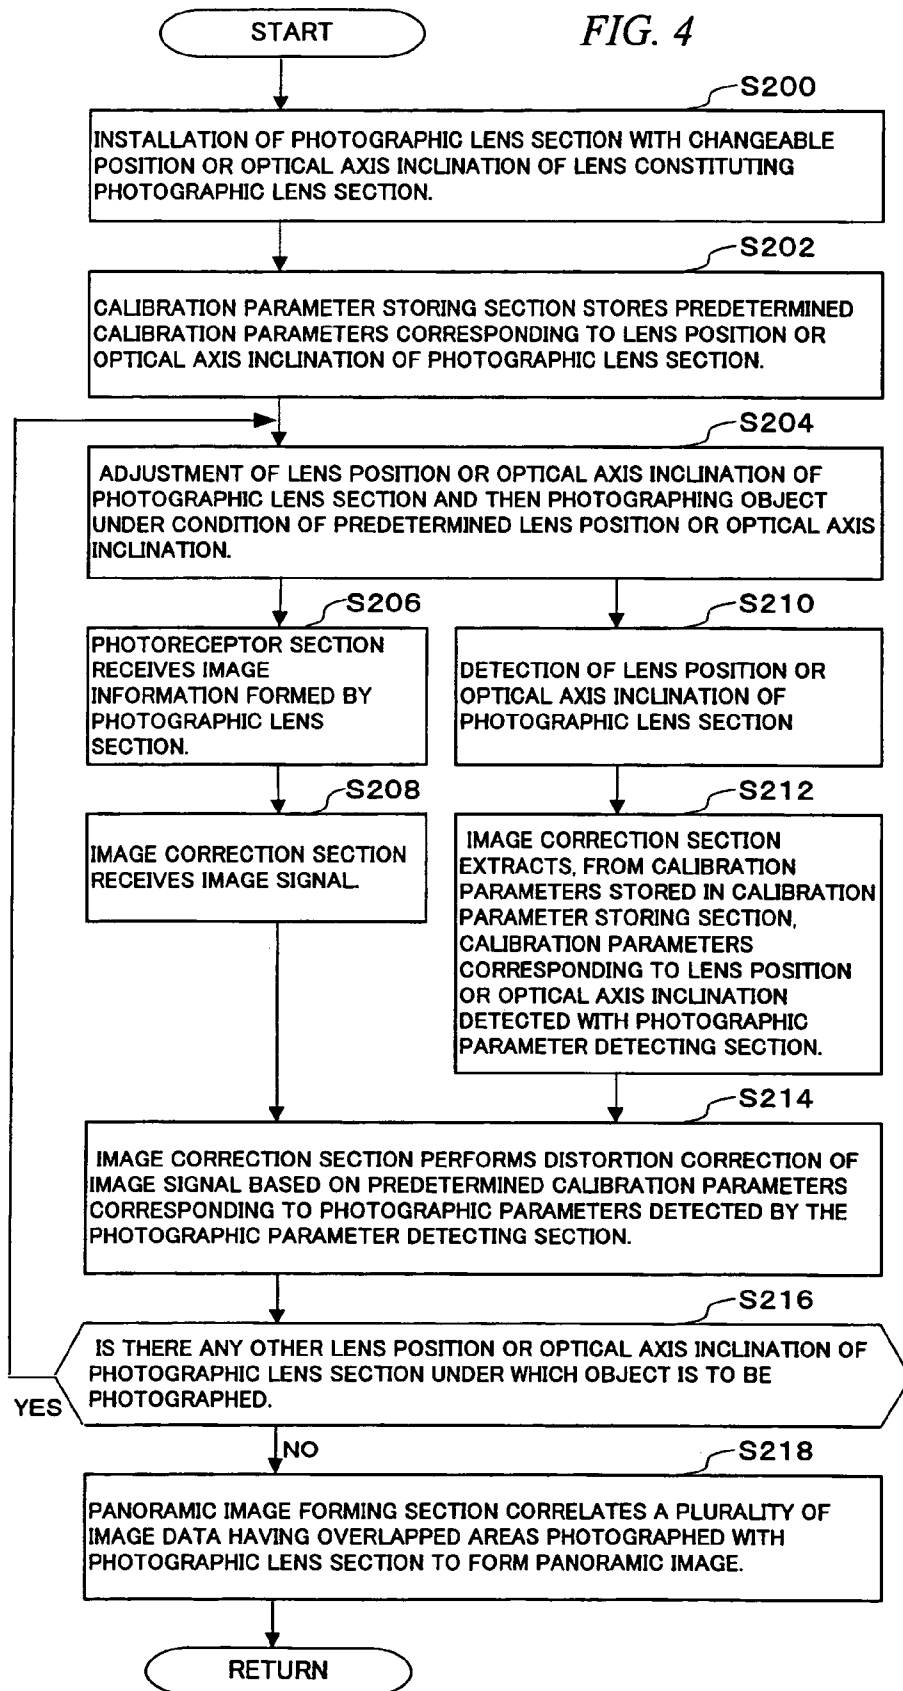 START
FIG. 4
S200
INSTALLATION OF PHOTOGRAPHIC LENS SECTION WITH CHANGEABLE
POSITION OR OPTICAL AXIS INCLINATION OF LENS CONSTITUTING
PHOTOGRAPHIC LENS SECTION.
S202
CALIBRATION PARAMETER STORING SECTION STORES PREDETERMINED
CALIBRATION PARAMETERS CORRESPONDING TO LENS POSITION OR
OPTICAL AXIS INCLINATION OF PHOTOGRAPHIC LENS SECTION.
S204
ADJUSTMENT OF LENS POSITION OR OPTICAL AXIS INCLINATION OF
PHOTOGRAPHIC LENS SECTION AND THEN PHOTOGRAPHING OBJECT
UNDER CONDITION OF PREDETERMINED LENS POSITION OR OPTICAL AXIS
INCLINATION.
S206
PHOTORECEPTOR SECTION
RECEIVES IMAGE
INFORMATION FORMED BY
PHOTOGRAPHIC LENS
SECTION.
S210
DETECTION OF LENS POSITION OR
OPTICAL AXIS INCLINATION OF
PHOTOGRAPHIC LENS SECTION
S208
IMAGE CORRECTION SECTION
RECEIVES IMAGE SIGNAL.
S212
IMAGE CORRECTION SECTION
EXTRACTS, FROM CALIBRATION
PARAMETERS STORED IN CALIBRATION
PARAMETER STORING SECTION,
CALIBRATION PARAMETERS
CORRESPONDING TO LENS POSITION
OR OPTICAL AXIS INCLINATION
DETECTED WITH PHOTOGRAPHIC
PARAMETER DETECTING SECTION.
S214
IMAGE CORRECTION SECTION PERFORMS DISTORTION CORRECTION OF
IMAGE SIGNAL BASED ON PREDETERMINED CALIBRATION PARAMETERS
CORRESPONDING TO PHOTOGRAPHIC PARAMETERS DETECTED BY THE
PHOTOGRAPHIC PARAMETER DETECTING SECTION.
S216
IS THERE ANY OTHER LENS POSITION OR OPTICAL AXIS INCLINATION OF
PHOTOGRAPHIC LENS SECTION UNDER WHICH OBJECT IS TO BE
PHOTOGRAPHED.
YES
NO
S218
PANORAMIC IMAGE FORMING SECTION CORRELATES A PLURALITY OF
IMAGE DATA HAVING OVERLAPPED AREAS PHOTOGRAPHED WITH
PHOTOGRAPHIC LENS SECTION TO FORM PANORAMIC IMAGE.
RETURN